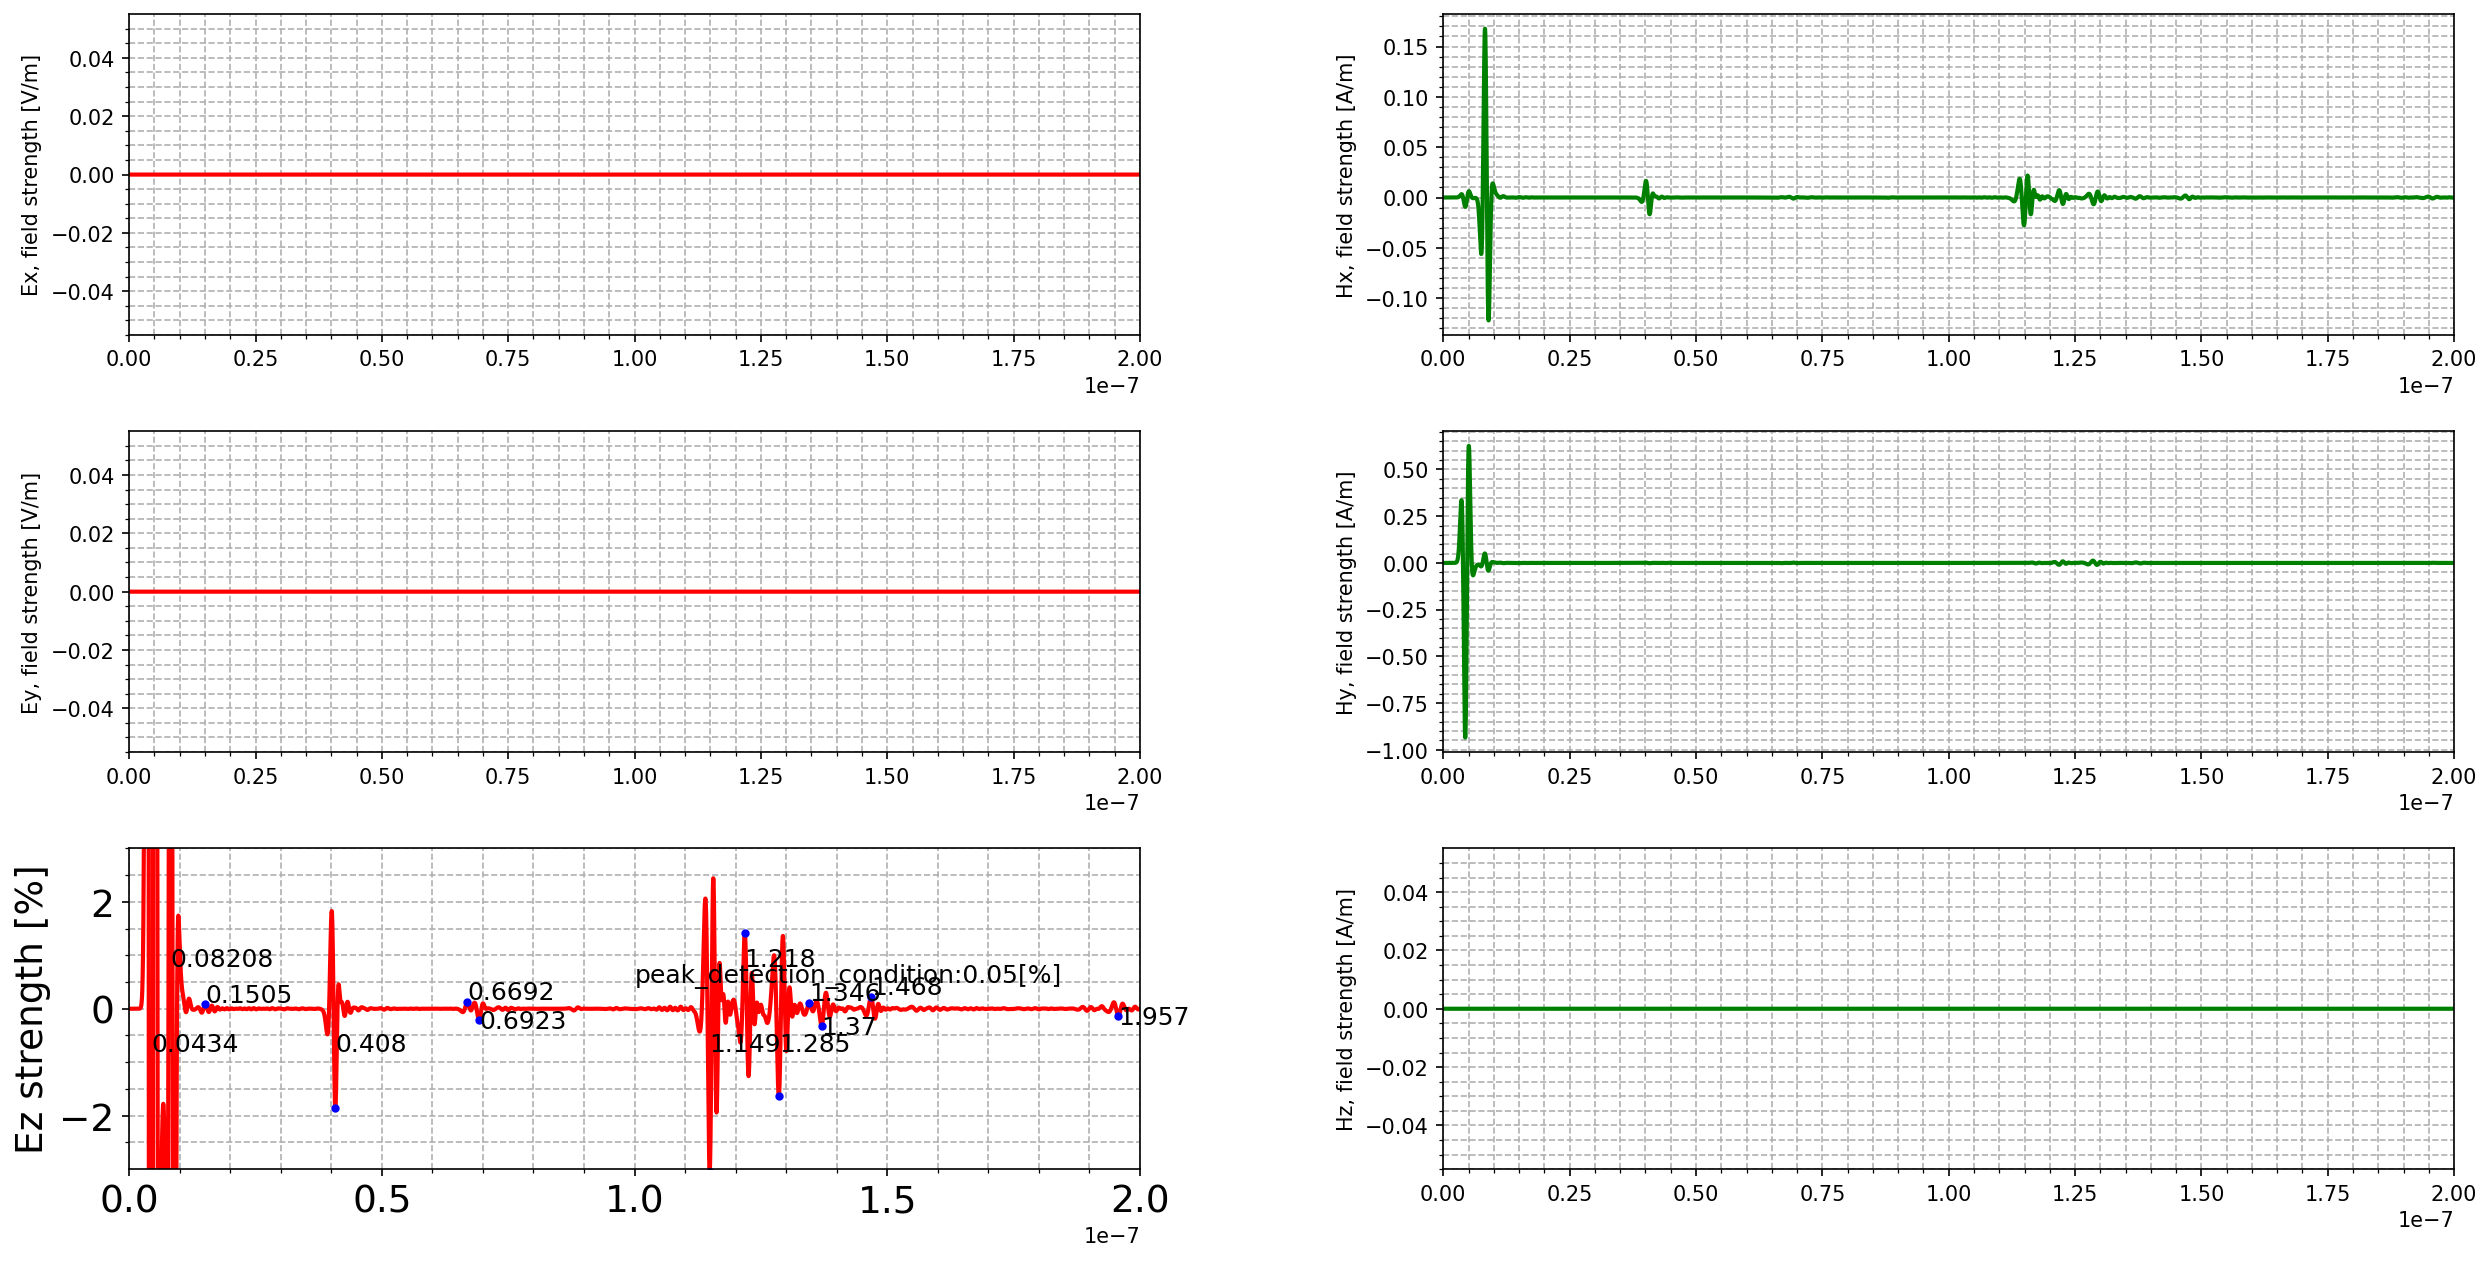 Ex, field strength [V/m]
0.04
0.02
0.00
−0.02
−0.04
0.00 0.25 0.50 0.75 1.00 1.25 1.50 1.75 2.00
1e−7
Hx, field strength [A/m]
0.15
0.10
0.05
0.00
−0.05
−0.10
0.00 0.25 0.50 0.75 1.00 1.25 1.50 1.75 2.00
1e−7
Ey, field strength [V/m]
0.04
0.02
0.00
−0.02
−0.04
0.00 0.25 0.50 0.75 1.00 1.25 1.50 1.75 2.00
1e−7
Hy, field strength [A/m]
0.50
0.25
0.00
−0.25
−0.50
−0.75
−1.00
0.00 0.25 0.50 0.75 1.00 1.25 1.50 1.75 2.00
1e−7
Ez strength [%]
2
0
−2
0.08208
0.1505
0.0434
0.408
0.6692
0.6923
peak_detection_condition:0.05[%]
1.218
1.346
1.468
1.37
1.149
1.285
1.957
0.0 0.5 1.0 1.5 2.0
1e−7
Hz, field strength [A/m]
0.04
0.02
0.00
−0.02
−0.04
0.00 0.25 0.50 0.75 1.00 1.25 1.50 1.75 2.00
1e−7